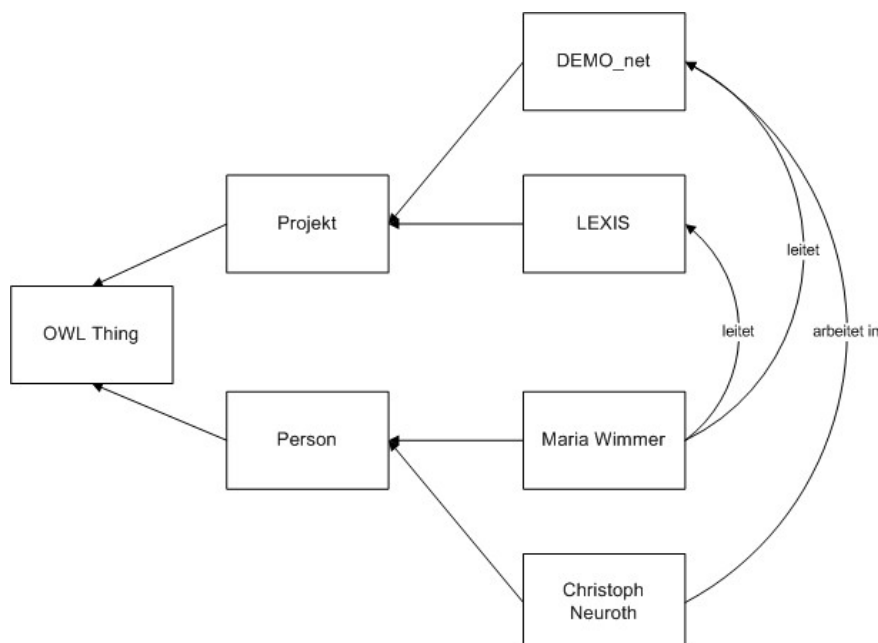 DEMO_net
Projekt
LEXIS
leitet
OWL Thing
leitet
arbeitet in
Person
Maria Wimmer
Christoph
Neuroth